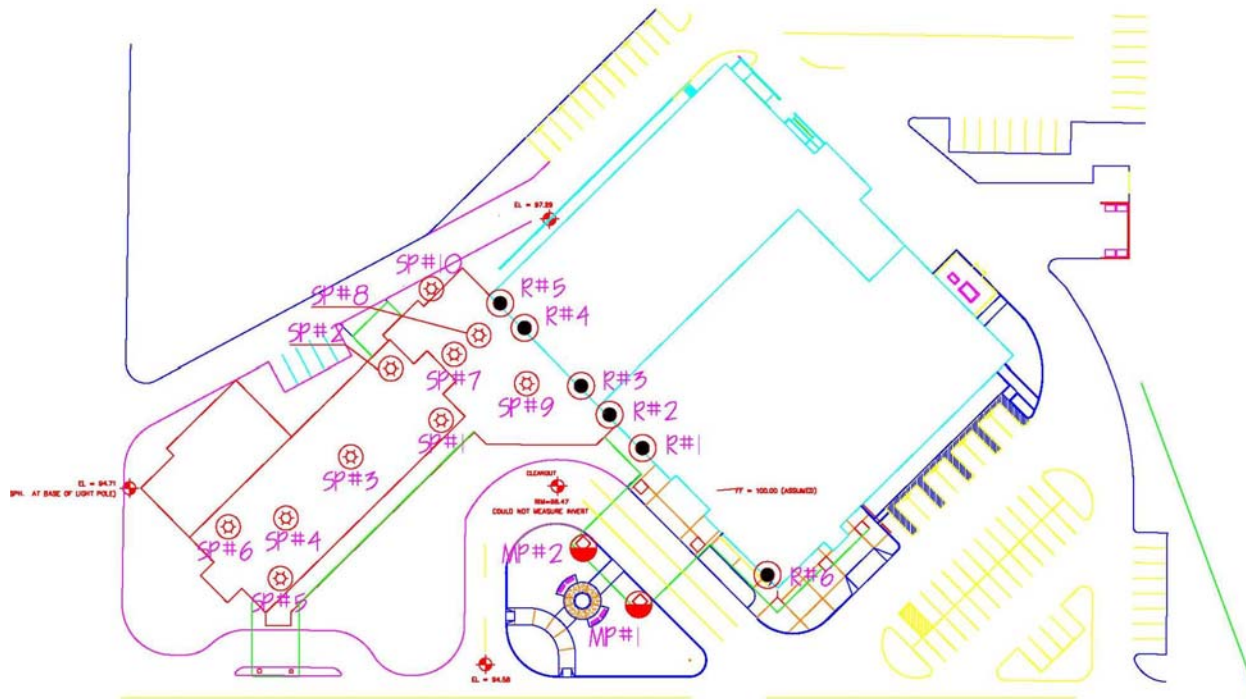 EL = 97.29
SP#10
SP#8
R#5
R#4
SP#2
SP#7
R#3
SP#9
R#2
SP#1
R#1
SP#3
CLEANOUT
EL = 94.71
FF = 100.00 (ASSUMED)
SPN. AT BASE OF LIGHT POLE)
RIM=98.47
COULD NOT MEASURE INVERT
SP#4
SP#6
MP#2
R#6
SP#5
MP#1
EL = 94.58